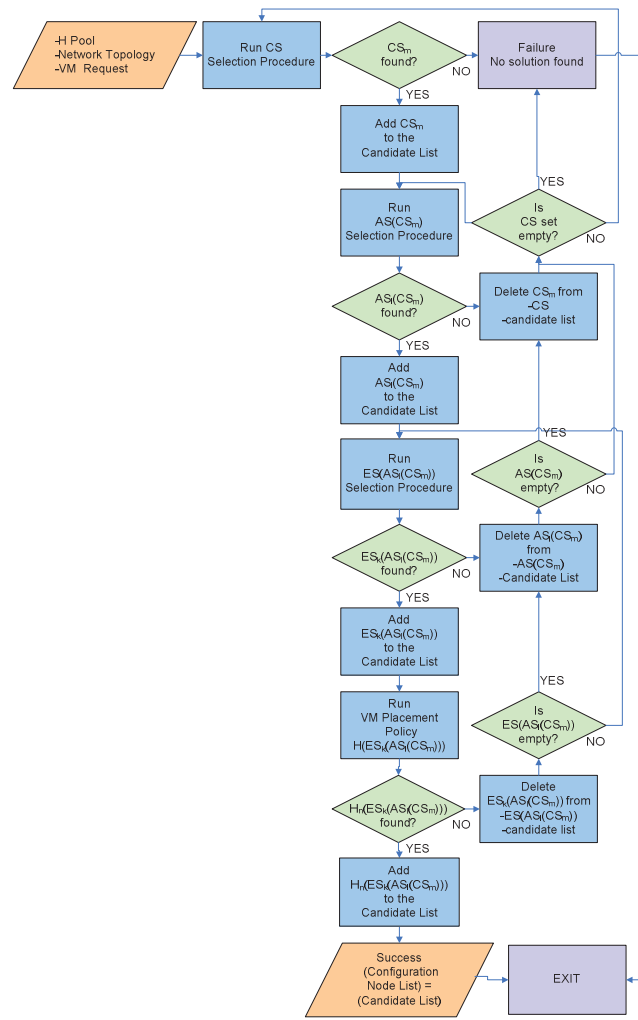 -H Pool
-Network Topology
-VM Request
Run CS
Selection Procedure
CSm
found?
NO
YES
Failure
No solution found
Add CSm
to the
Candidate List
Run
AS(CSm)
Selection Procedure
Is
CS set
empty?
YES
NO
ASl(CSm)
found?
NO
YES
Delete CSm from
-CS
-candidate list
Add
ASl(CSm)
to the
Candidate List
Run
ES(ASl(CSm))
Selection Procedure
Is
AS(CSm)
empty?
YES
NO
ESk(ASl(CSm))
found?
NO
YES
Delete ASl(CSm)
from
-AS(CSm)
-Candidate List
Add
ESk(ASl(CSm))
to the
Candidate List
Run
VM Placement
Policy
H(ESk(ASl(CSm)))
Is
ES(ASl(CSm))
empty?
YES
NO
Hn(ESk(ASl(CSm)))
found?
NO
YES
Delete
ESk(ASl(CSm)) from
-ES(ASl(CSm))
-candidate list
Add
Hn(ESk(ASl(CSm)))
to the
Candidate List
Success
(Configuration
Node List) =
(Candidate List)
EXIT